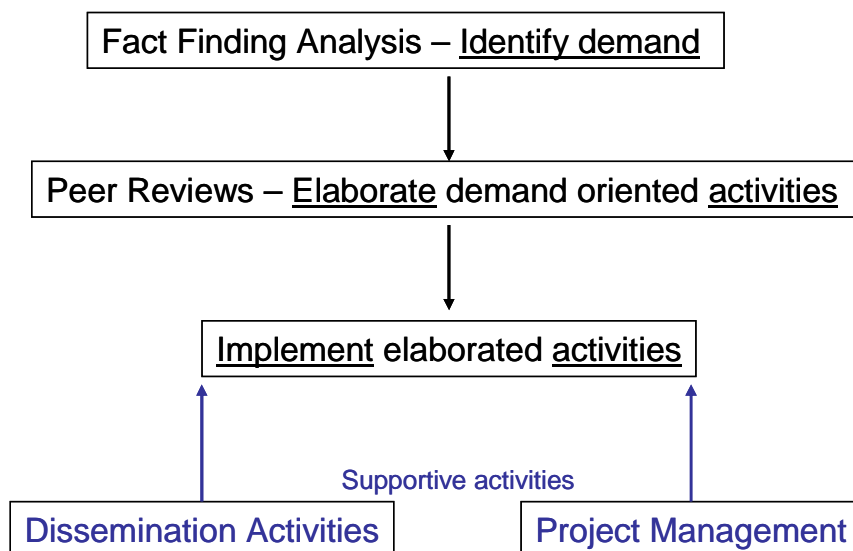 Fact Finding Analysis – Identify demand
Peer Reviews – Elaborate demand oriented activities
Implement elaborated activities
Supportive activities
Dissemination Activities
Project Management